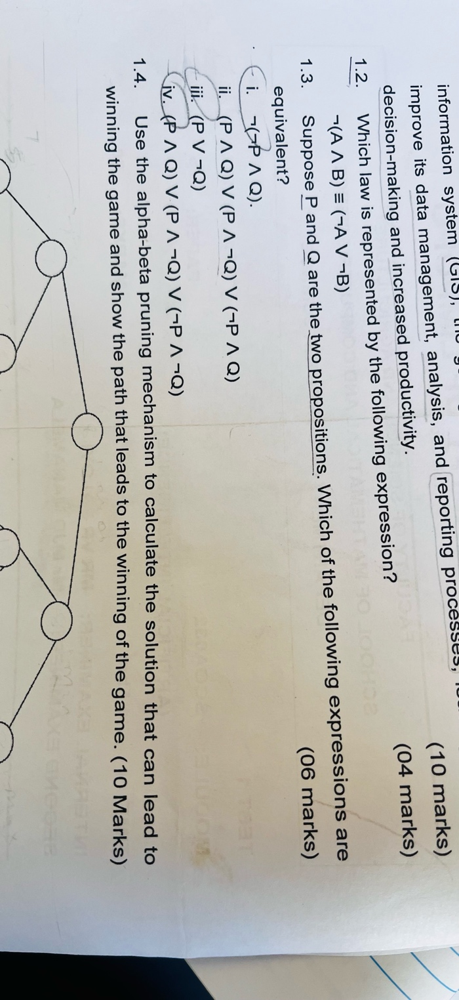 information system (GIS),
improve its data management, analysis, and reporting processes,
decision-making and increased productivity. (10 marks)
1.2. Which law is represented by the following expression? (04 marks)
¬(A ∧ B) ≡ (¬A ∨ ¬B)
1.3. Suppose P and Q are the two propositions. Which of the following expressions are
equivalent? (06 marks)
i. ¬(¬P ∧ Q).
ii. (P ∧ Q) ∨ (P ∧ ¬Q) ∨ (¬P ∧ Q)
iii. (P ∨ ¬Q)
iv. (P ∧ Q) ∨ (P ∧ ¬Q) ∨ (¬P ∧ ¬Q)
1.4. Use the alpha-beta pruning mechanism to calculate the solution that can lead to
winning the game and show the path that leads to the winning of the game. (10 Marks)